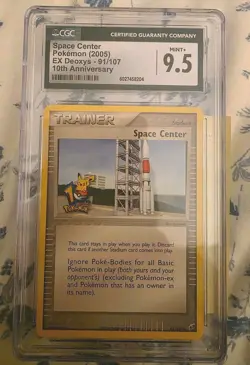 CGC
CERTIFIED GUARANTY COMPANY
Space Center
Pokémon (2005)
EX Deoxys - 91/107
10th Anniversary
MINT+
9.5
TRAINER
Stadium
Space Center
This card stays in play when you play it. Discard
this card if another Stadium card comes into play.
Ignore Poké-Bodies for all Basic
Pokémon in play (both yours and your
opponent's) (excluding Pokémon-ex
and Pokémon that has an owner in
its name).